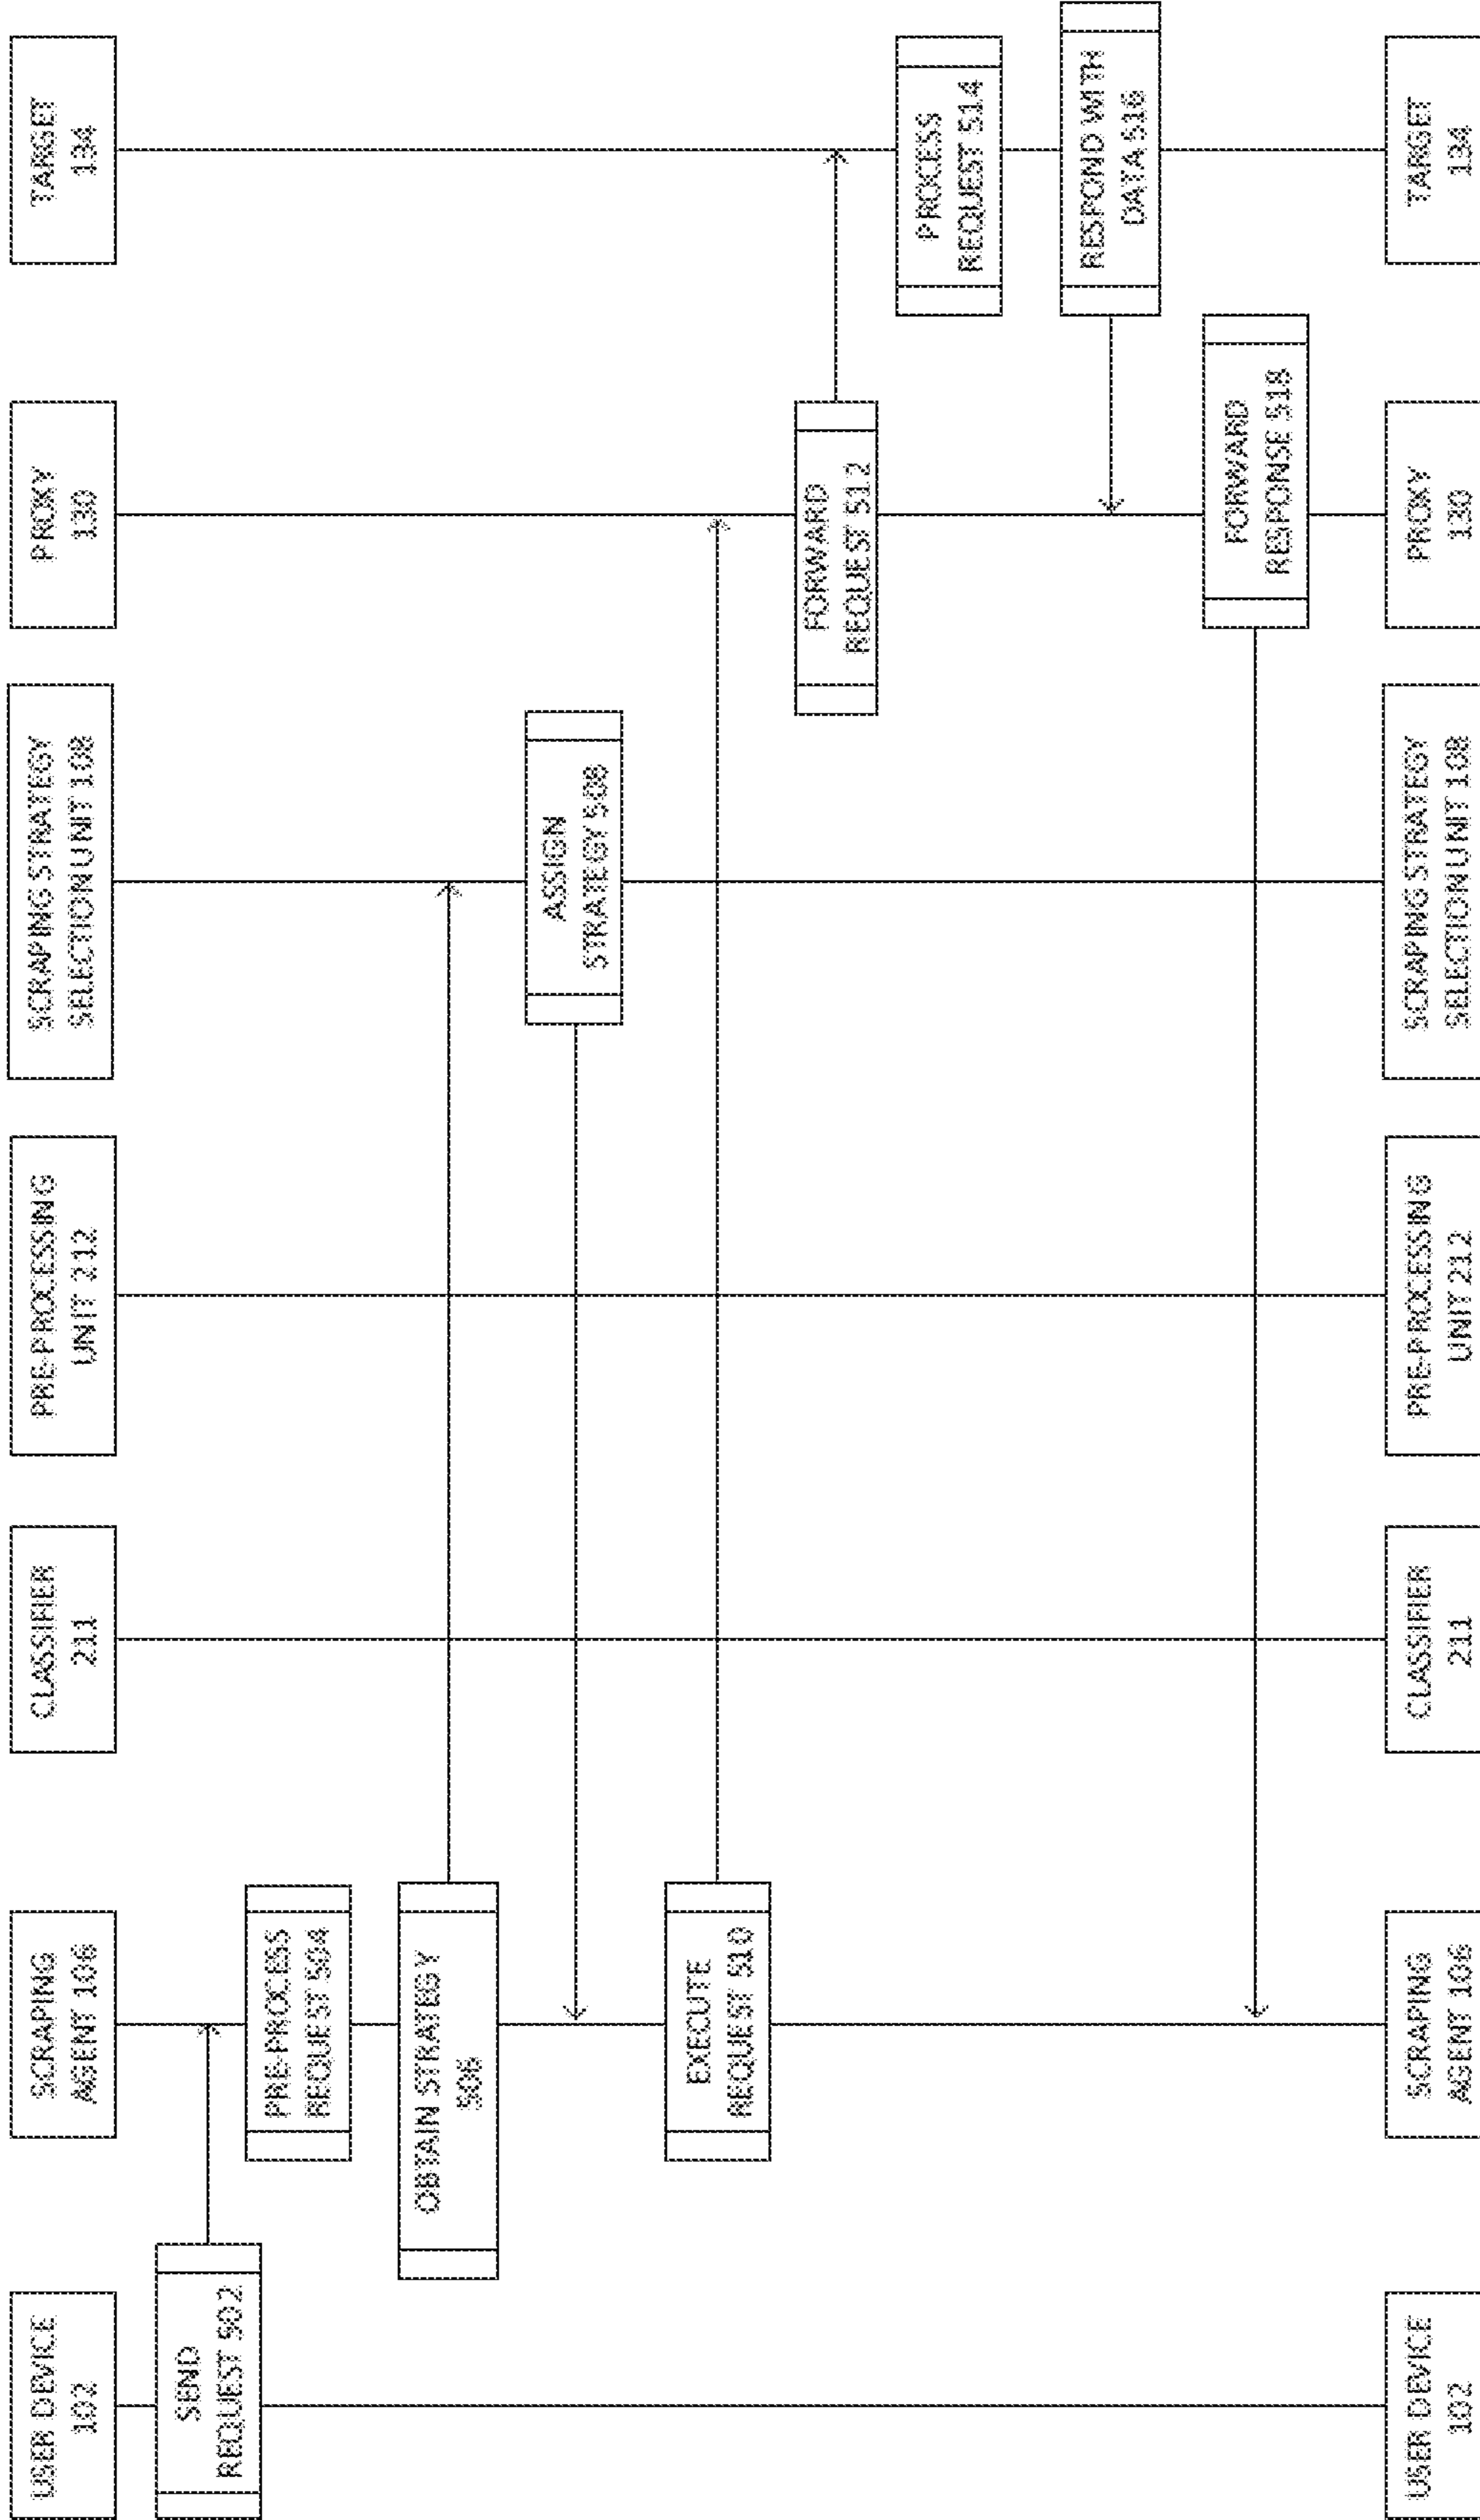 USER DEVICE
102
SCRAPING
AGENT 106
CLASSIFIER
211
PRE-PROCESSING
UNIT 212
SCRAPING STRATEGY
SELECTION UNIT 108
PROXY
130
TARGET
134
SEND
REQUEST 502
PRE-PROCESS
REQUEST 504
OBTAIN STRATEGY
506
ASSIGN
STRATEGY 508
EXECUTE
REQUEST 510
FORWARD
REQUEST 512
PROCESS
REQUEST 514
RESPOND WITH
DATA 516
FORWARD
RESPONSE 518
USER DEVICE
102
SCRAPING
AGENT 106
CLASSIFIER
211
PRE-PROCESSING
UNIT 212
SCRAPING STRATEGY
SELECTION UNIT 108
PROXY
130
TARGET
134